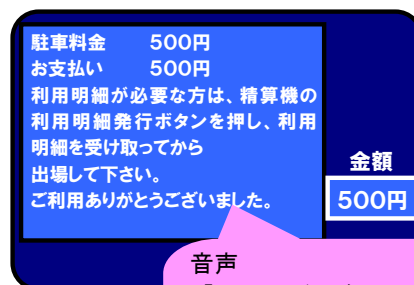 駐車料金　500円
お支払い　500円
利用明細が必要な方は、精算機の
利用明細発行ボタンを押し、利用
明細を受け取ってから
出場して下さい。
ご利用ありがとうございました。
金額
500円
音声